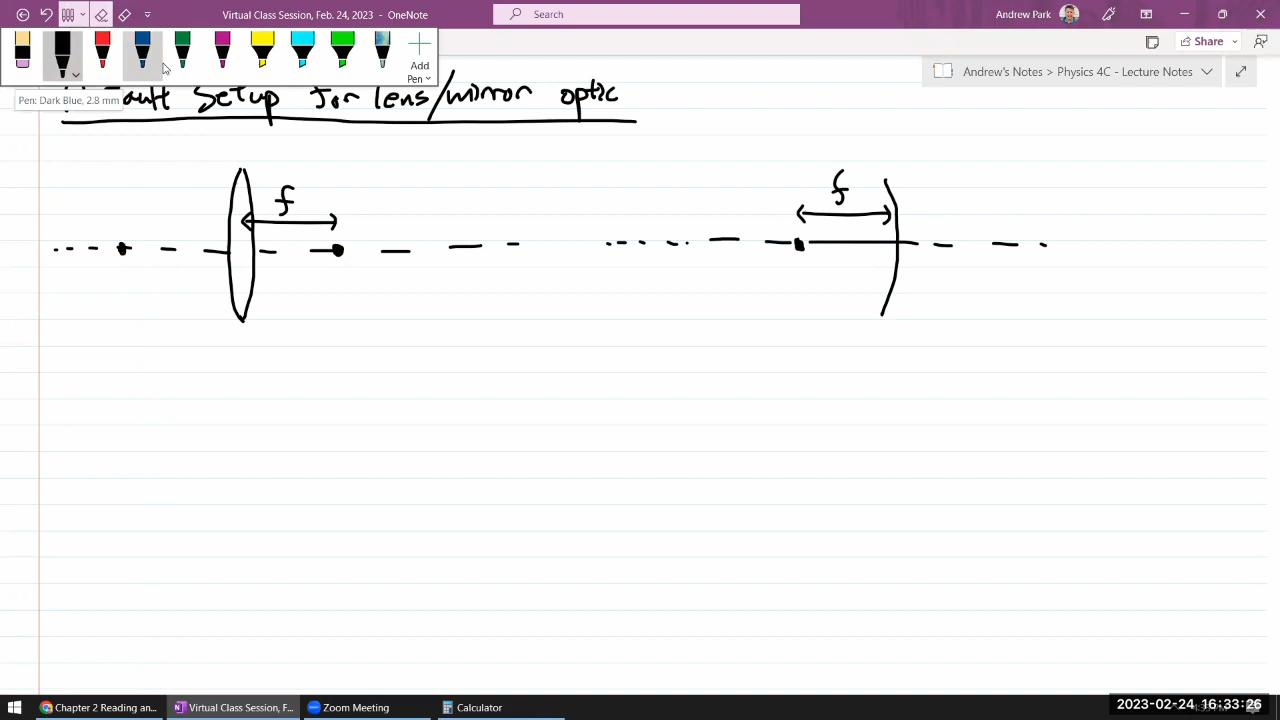 Virtual Class Session, Feb. 24, 2023 - OneNote
Search
Andrew Park
Add
Pen
Share
Pen: Dark Blue, 2.8 mm
Andrew's Notes > Physics 4C - Lecture Notes
Setup for lens/mirror optic
f
f
Chapter 2 Reading an...
Virtual Class Session, F...
Zoom Meeting
Calculator
2023-02-24 16:33:26